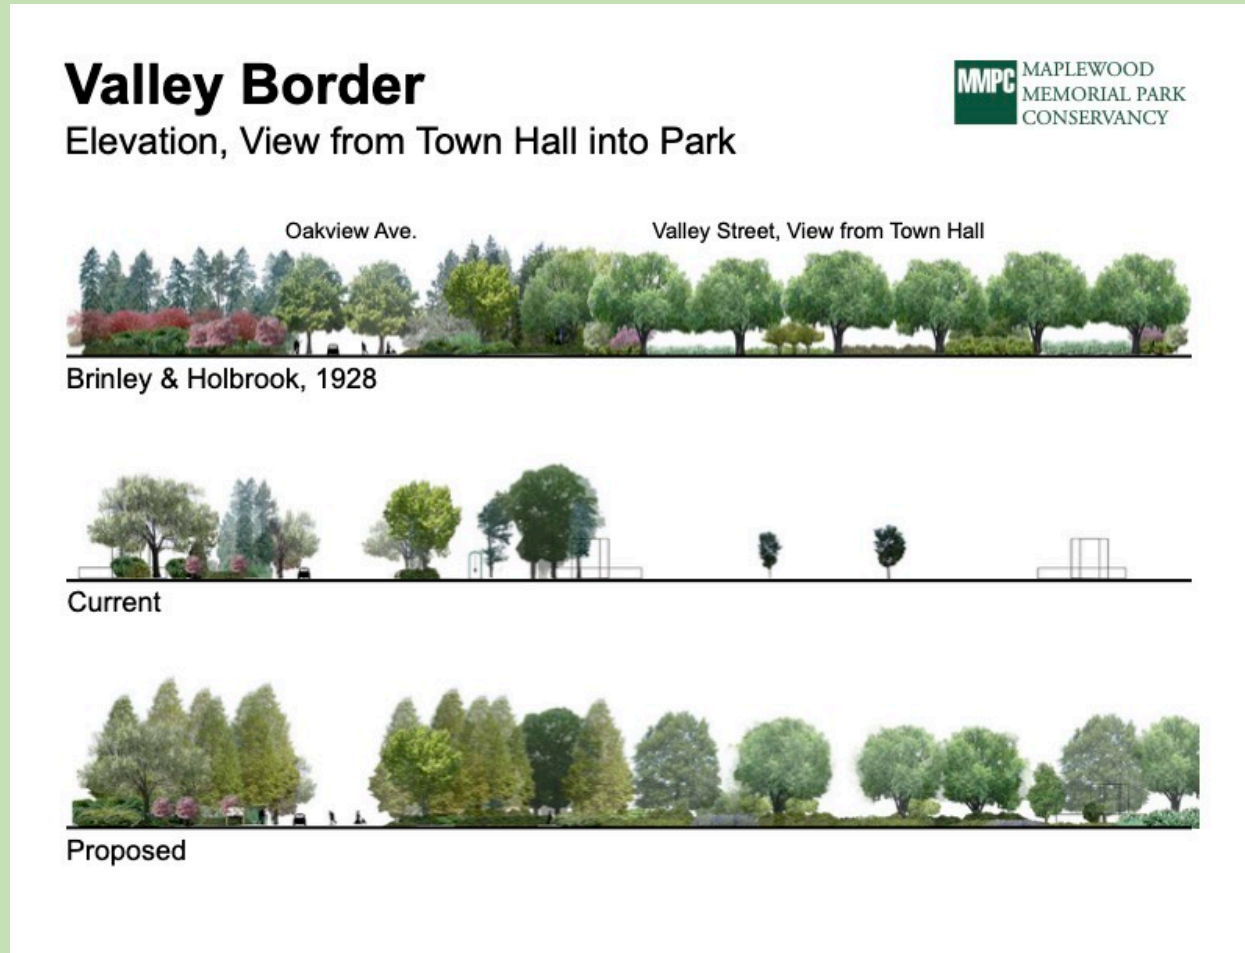 Valley Border
Elevation, View from Town Hall into Park
MMPC
MAPLEWOOD
MEMORIAL PARK
CONSERVANCY
Oakview Ave.
Valley Street, View from Town Hall
Brinley & Holbrook, 1928
Current
Proposed